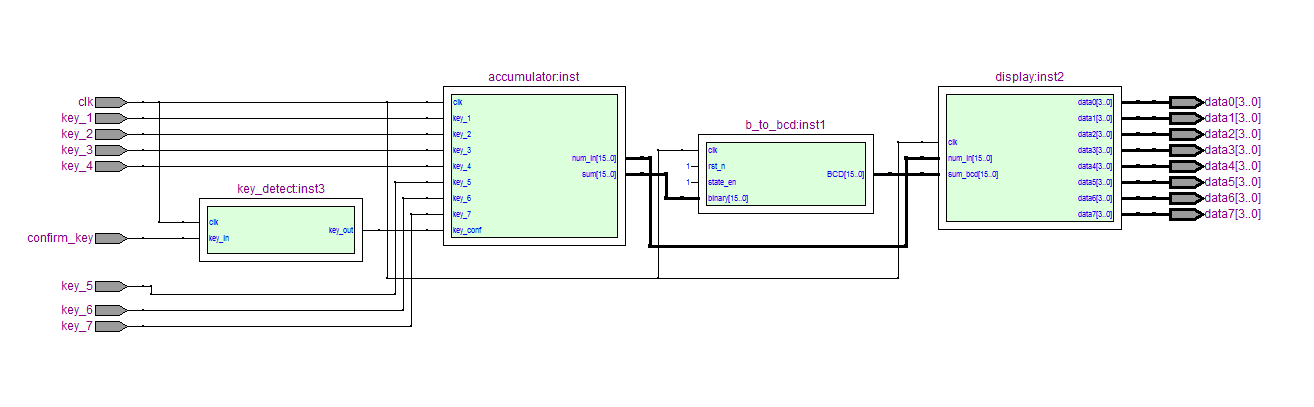 accumulator:inst
display:inst2
clk
key_1
key_2
key_3
key_4
clk
key_1
key_2
key_3
key_4
key_5
key_6
key_7
key_conf
num_in[15..0]
sum[15..0]
b_to_bcd:inst1
clk
rst_n
state_en
binary[15..0]
1
1
BCD[15..0]
clk
num_in[15..0]
sum_bcd[15..0]
data0[3..0]
data1[3..0]
data2[3..0]
data3[3..0]
data4[3..0]
data5[3..0]
data6[3..0]
data7[3..0]
data0[3..0]
data1[3..0]
data2[3..0]
data3[3..0]
data4[3..0]
data5[3..0]
data6[3..0]
data7[3..0]
key_detect:inst3
clk
key_in
key_out
confirm_key
key_5
key_6
key_7